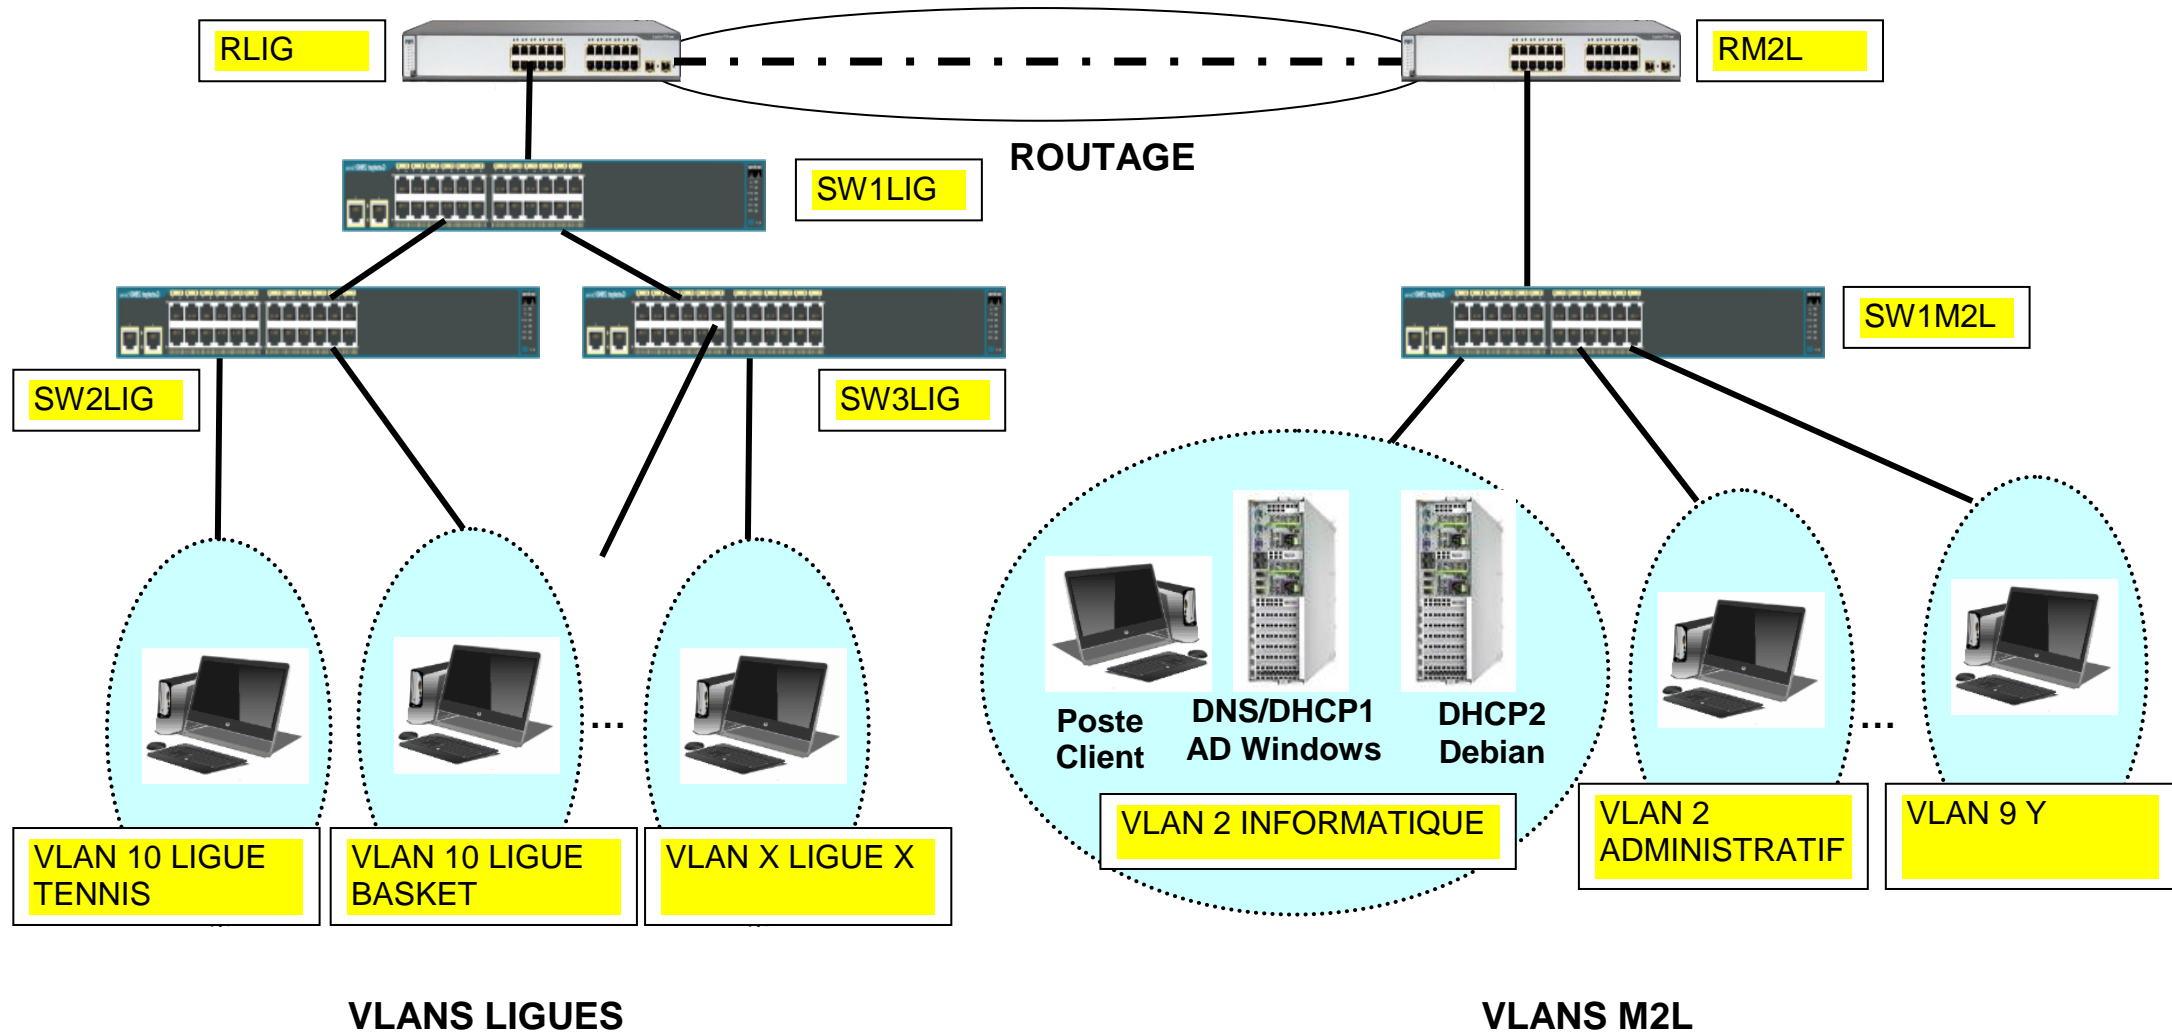 RLIG
RM2L
ROUTAGE
SW1LIG
SW1M2L
SW2LIG
SW3LIG
...
Poste
Client
DNS/DHCP1
AD Windows
DHCP2
Debian
...
VLAN 10 LIGUE
TENNIS
VLAN 10 LIGUE
BASKET
VLAN X LIGUE X
VLAN 2 INFORMATIQUE
VLAN 2
ADMINISTRATIF
VLAN 9 Y
VLANS LIGUES
VLANS M2L